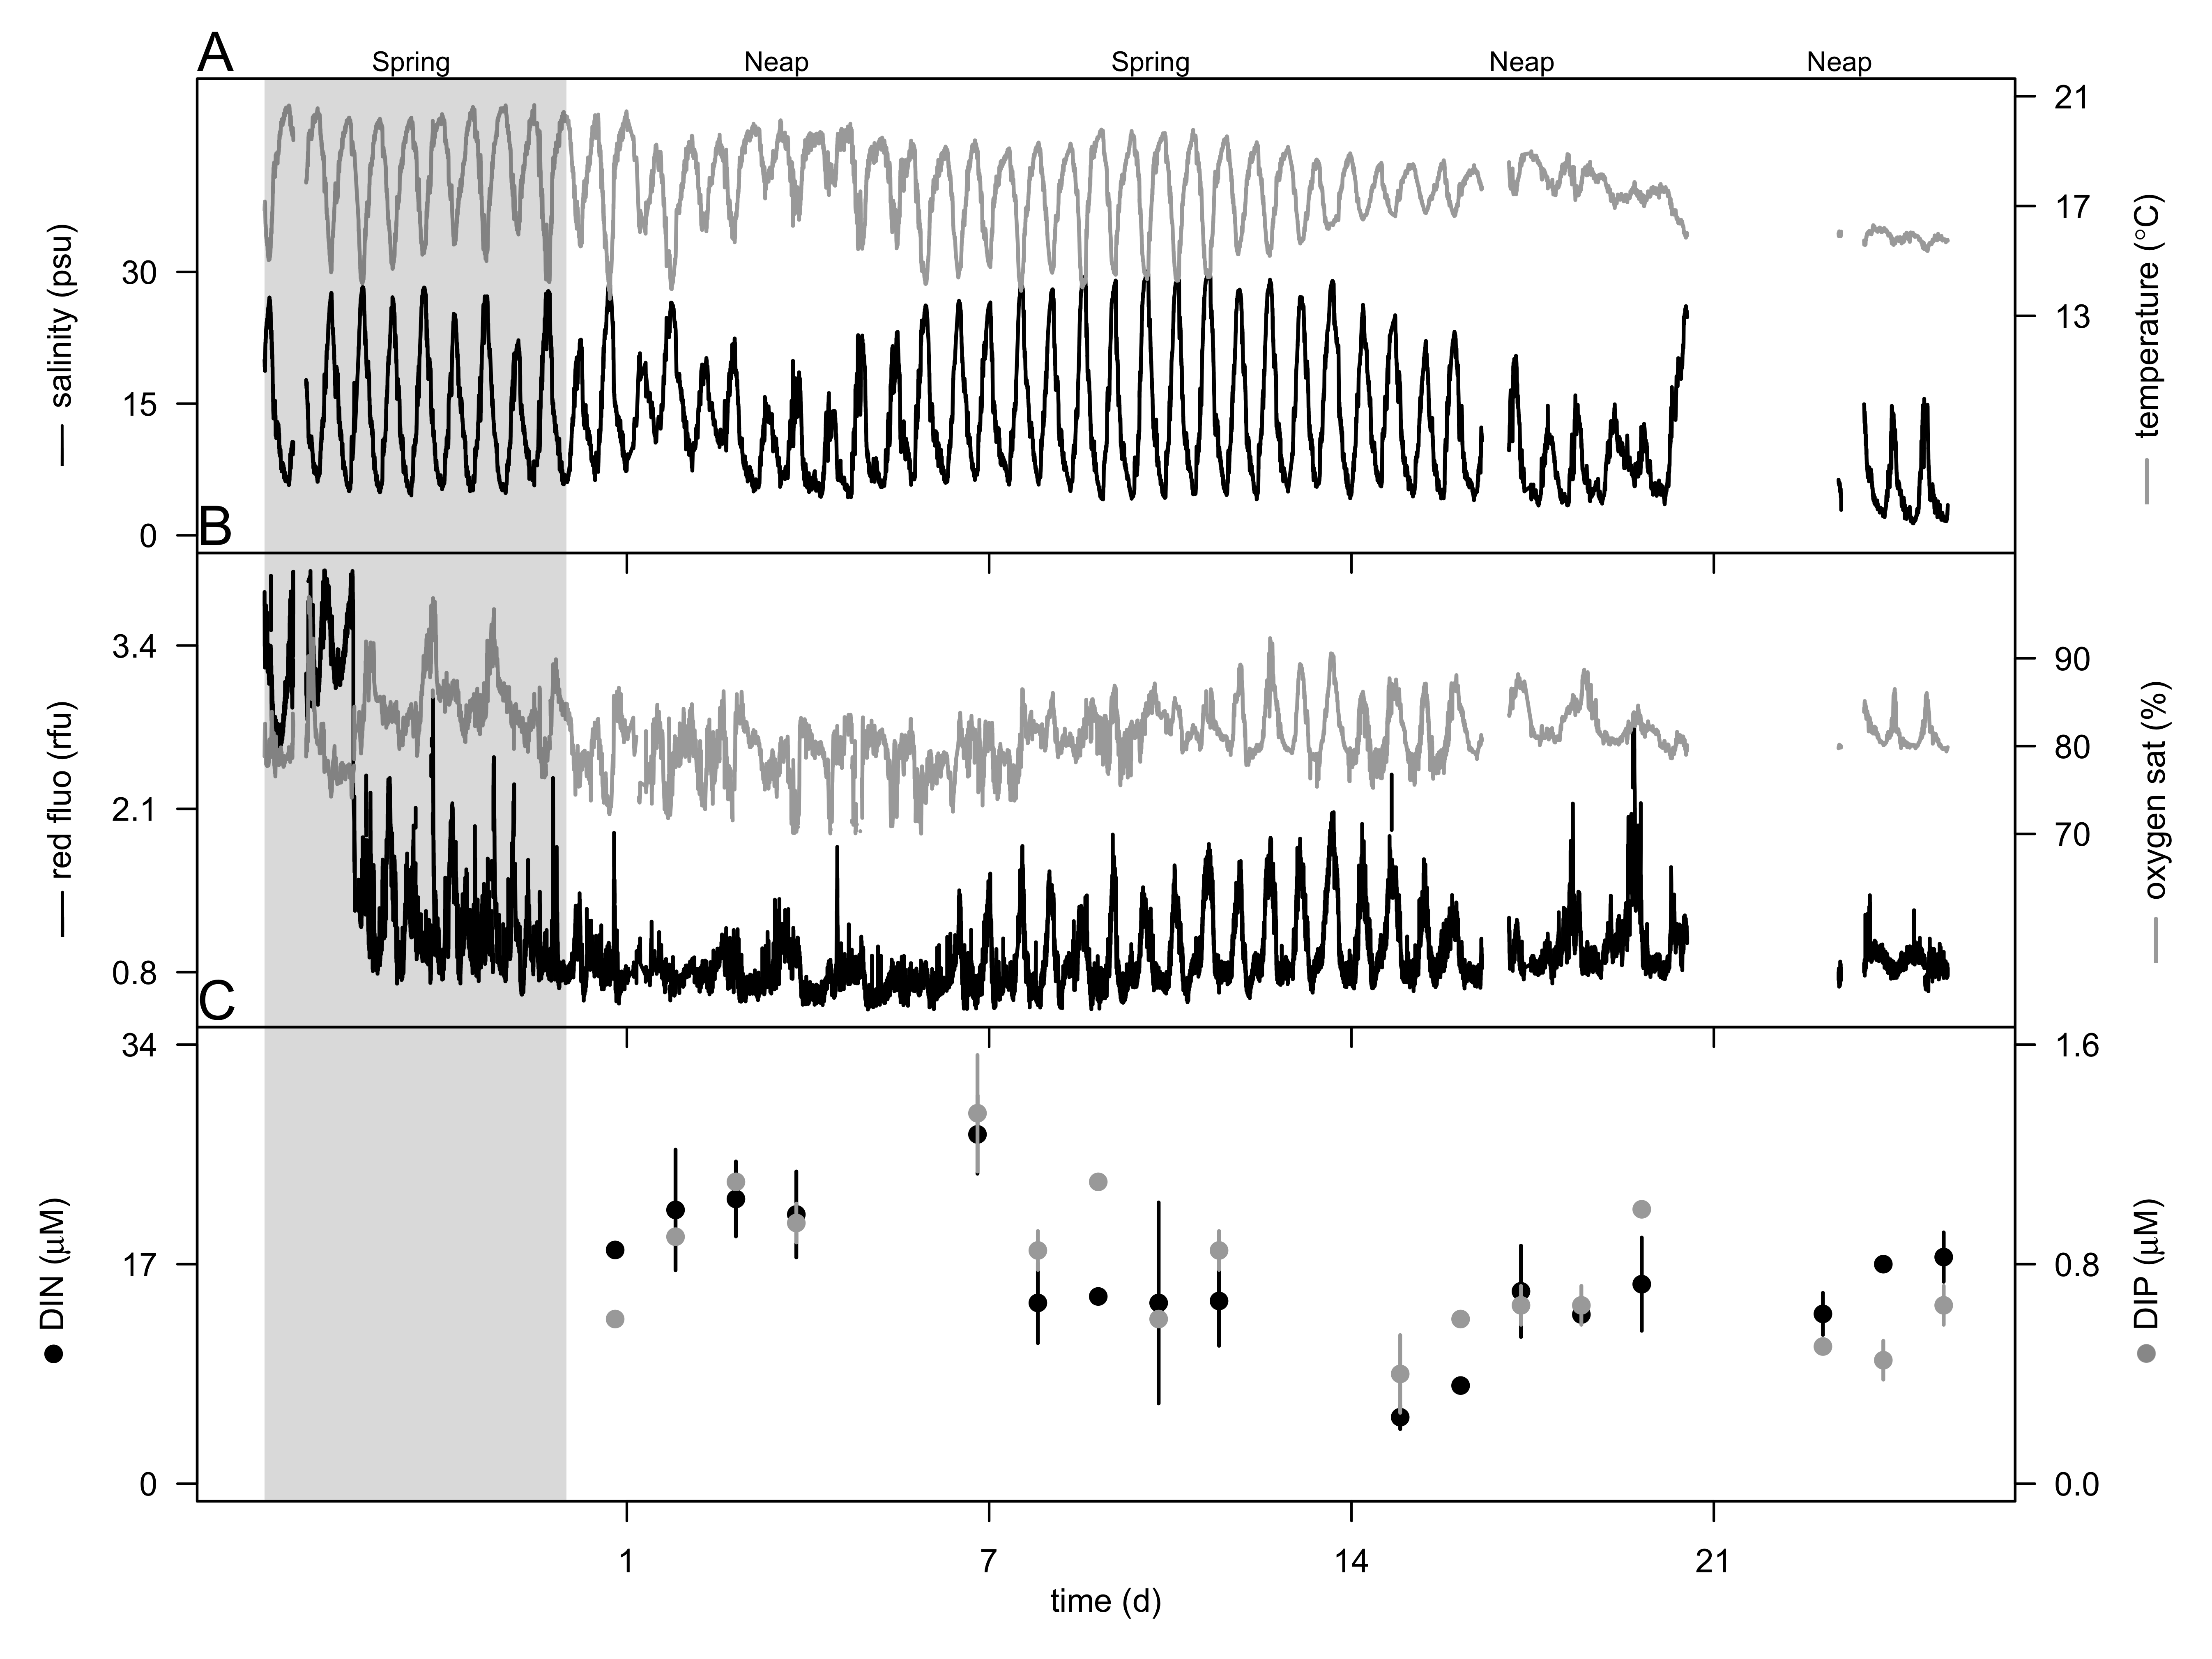 A
Spring Neap Spring Neap Neap
salinity (psu)
30
15
0
21
17
13
temperature (°C)
B
red fluo (rfu)
3.4
2.1
0.8
90
80
70
oxygen sat (%)
C
DIN (μM)
34
17
0
1.6
0.8
0.0
DIP (μM)
1 7 14 21
time (d)